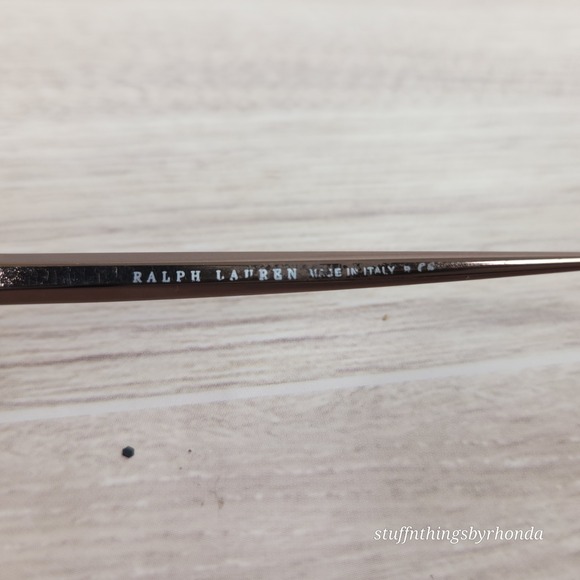 RALPH LAUREN MADE IN ITALY
stuffnthingsbyrhonda